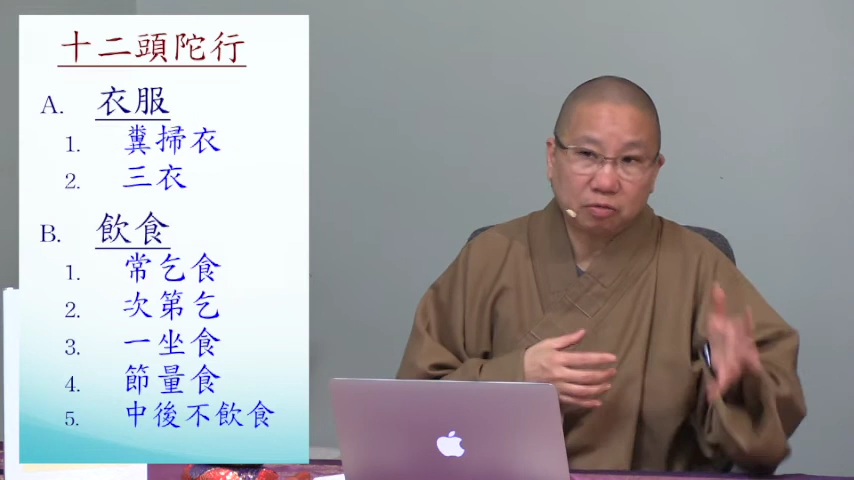 十二頭陀行
A. 衣服
1. 糞掃衣
2. 三衣
B. 飲食
1. 常乞食
2. 次第乞
3. 一坐食
4. 節量食
5. 中後不飲食